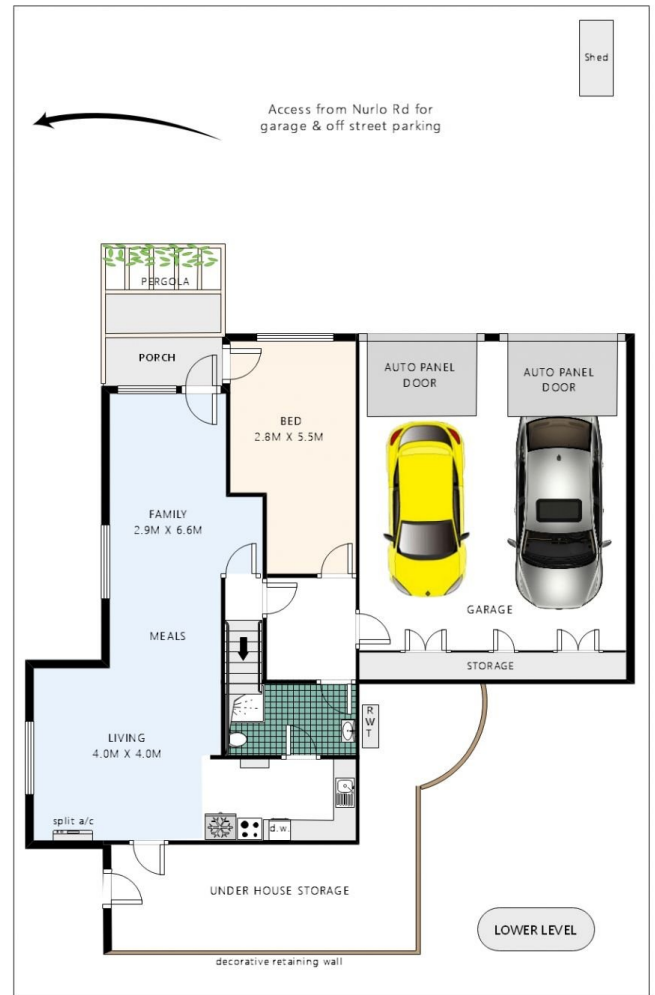 Shed
Access from Nurlo Rd for
garage & off street parking
PERGOLA
PORCH
AUTO PANEL
DOOR
AUTO PANEL
DOOR
BED
2.8M X 5.5M
FAMILY
2.9M X 6.6M
GARAGE
MEALS
STORAGE
R
W
T
LIVING
4.0M X 4.0M
split a/c
d.w.
UNDER HOUSE STORAGE
LOWER LEVEL
decorative retaining wall